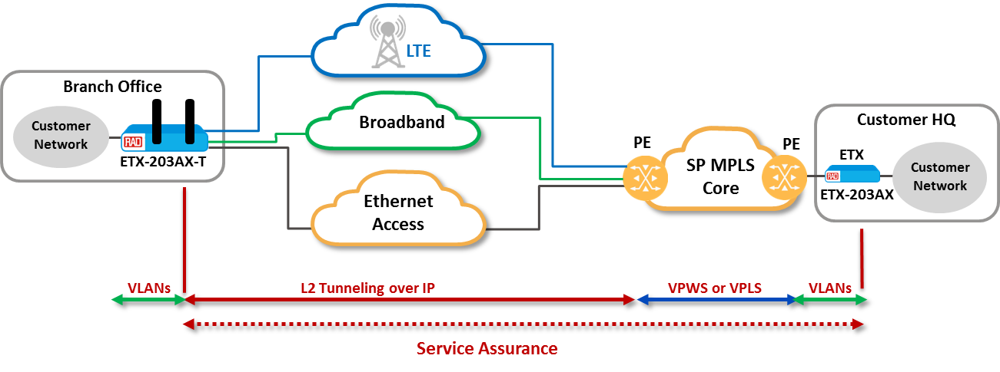 LTE
Branch Office
Customer
Network
RAD
ETX-203AX-T
Broadband
Ethernet
Access
PE
SP MPLS
Core
PE
Customer HQ
ETX
RAD
ETX-203AX
Customer
Network
VLANs
L2 Tunneling over IP
VPWS or VPLS
VLANs
Service Assurance